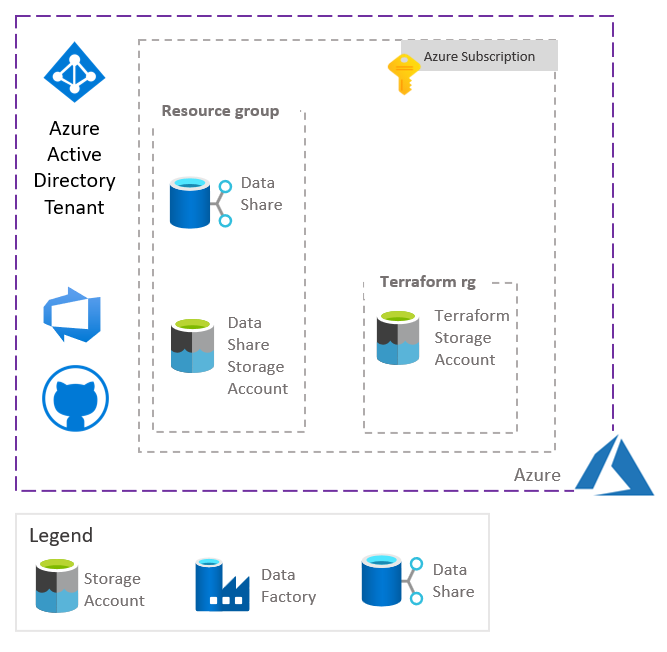 Azure Subscription
Azure
Active
Directory
Tenant
Resource group
Data
Share
Data
Share
Storage
Account
Terraform rg
Terraform
Storage
Account
Azure
Legend
Storage
Account
Data
Factory
Data
Share